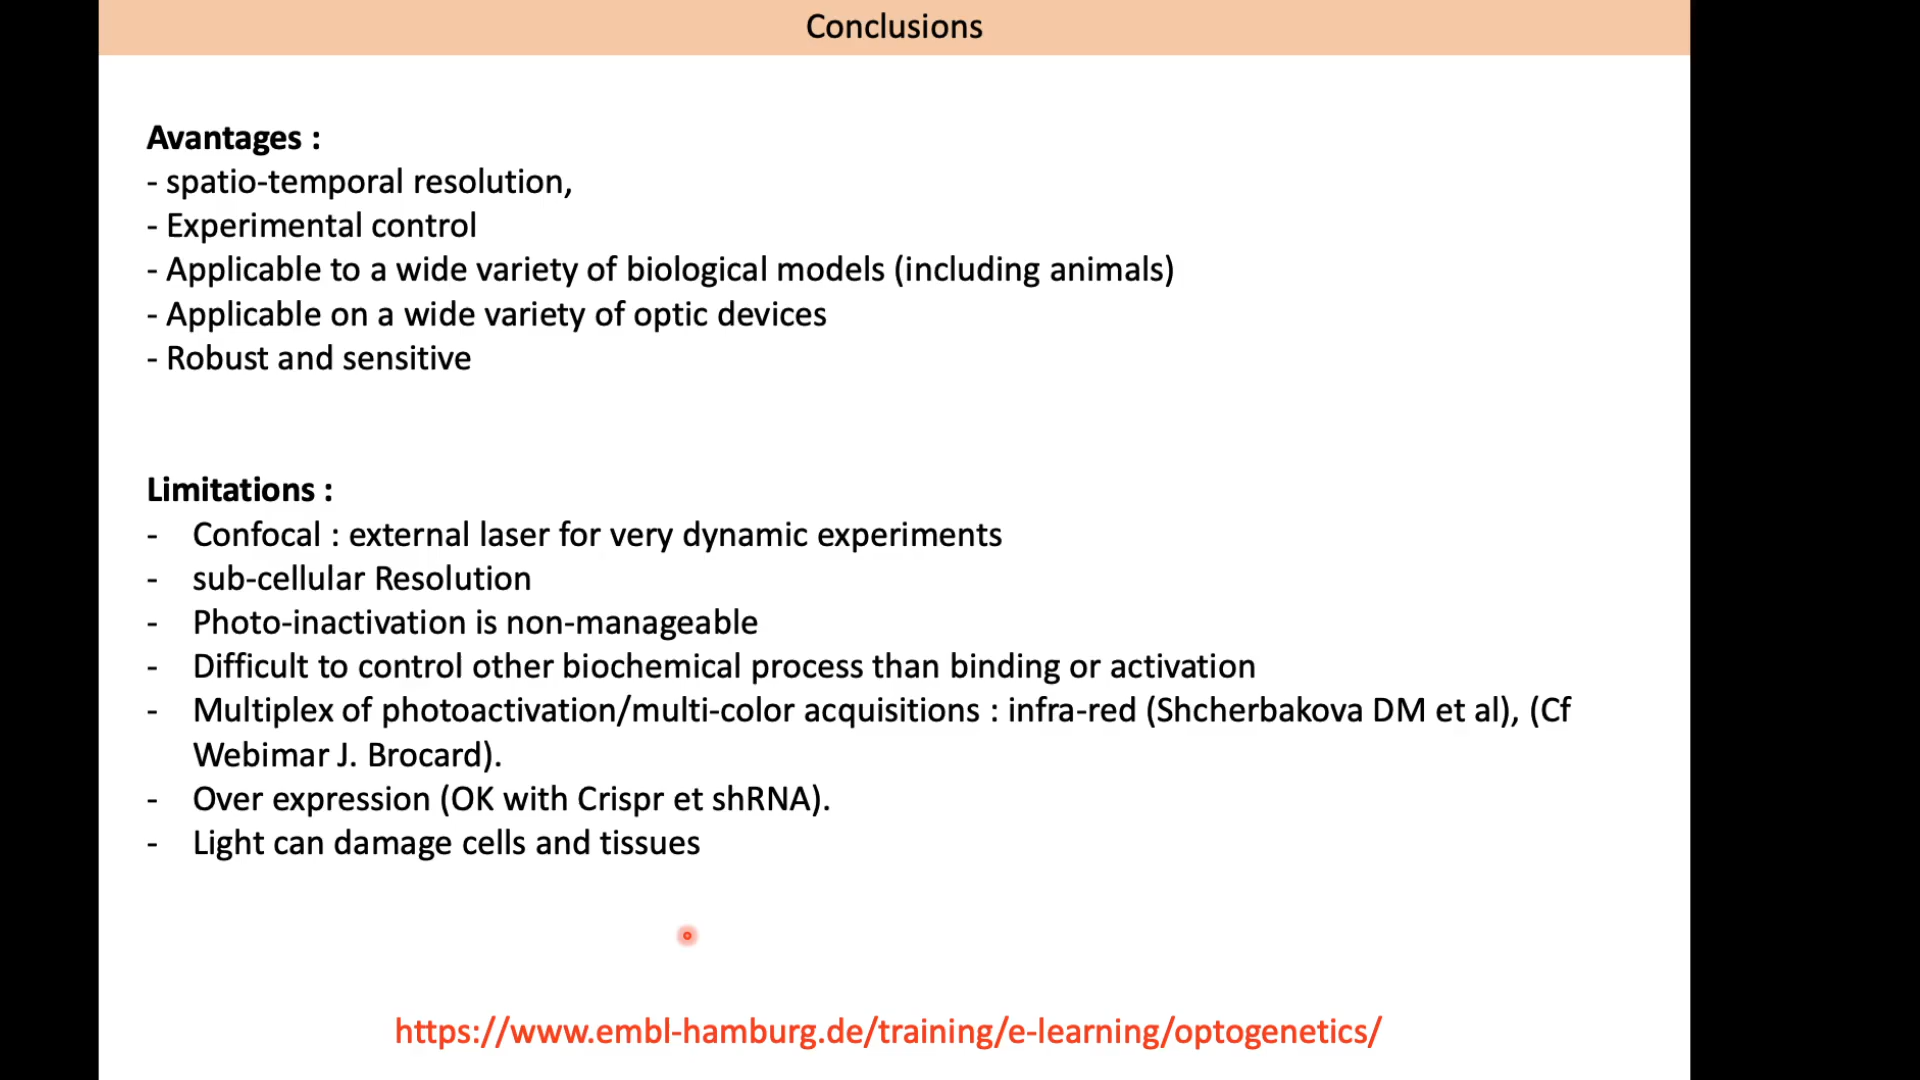 Conclusions
Avantages :
- spatio-temporal resolution,
- Experimental control
- Applicable to a wide variety of biological models (including animals)
- Applicable on a wide variety of optic devices
- Robust and sensitive
Limitations :
- Confocal : external laser for very dynamic experiments
- sub-cellular Resolution
- Photo-inactivation is non-manageable
- Difficult to control other biochemical process than binding or activation
- Multiplex of photoactivation/multi-color acquisitions : infra-red (Shcherbakova DM et al), (Cf
Webimar J. Brocard).
- Over expression (OK with Crispr et shRNA).
- Light can damage cells and tissues
https://www.embl-hamburg.de/training/e-learning/optogenetics/